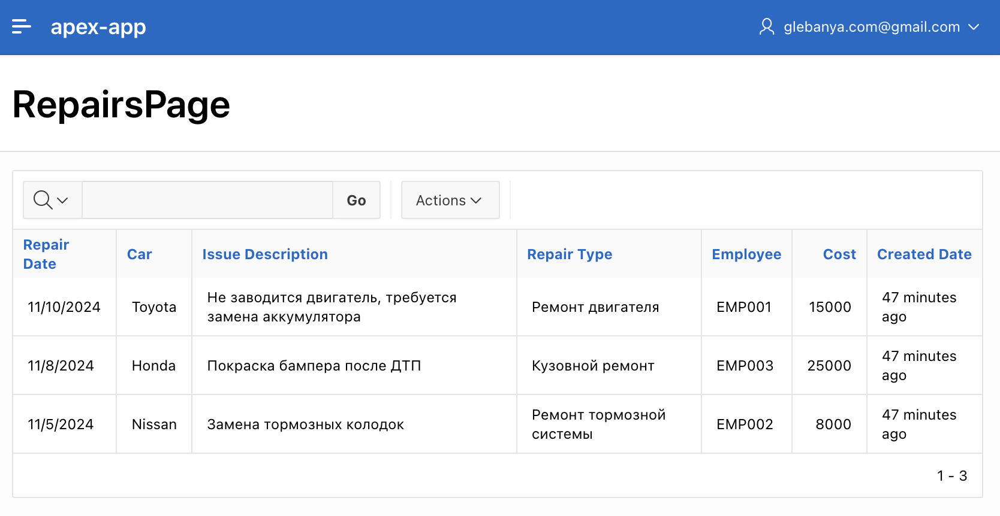 apex-app
glebanya.com@gmail.com
RepairsPage
Go
Actions
Repair
Date
Car
Issue Description
Repair Type
Employee
Cost
Created Date
11/10/2024
Toyota
Не заводится двигатель, требуется
замена аккумулятора
Ремонт двигателя
EMP001
15000
47 minutes
ago
11/8/2024
Honda
Покраска бампера после ДТП
Кузовной ремонт
EMP003
25000
47 minutes
ago
11/5/2024
Nissan
Замена тормозных колодок
Ремонт тормозной
системы
EMP002
8000
47 minutes
ago
1 - 3